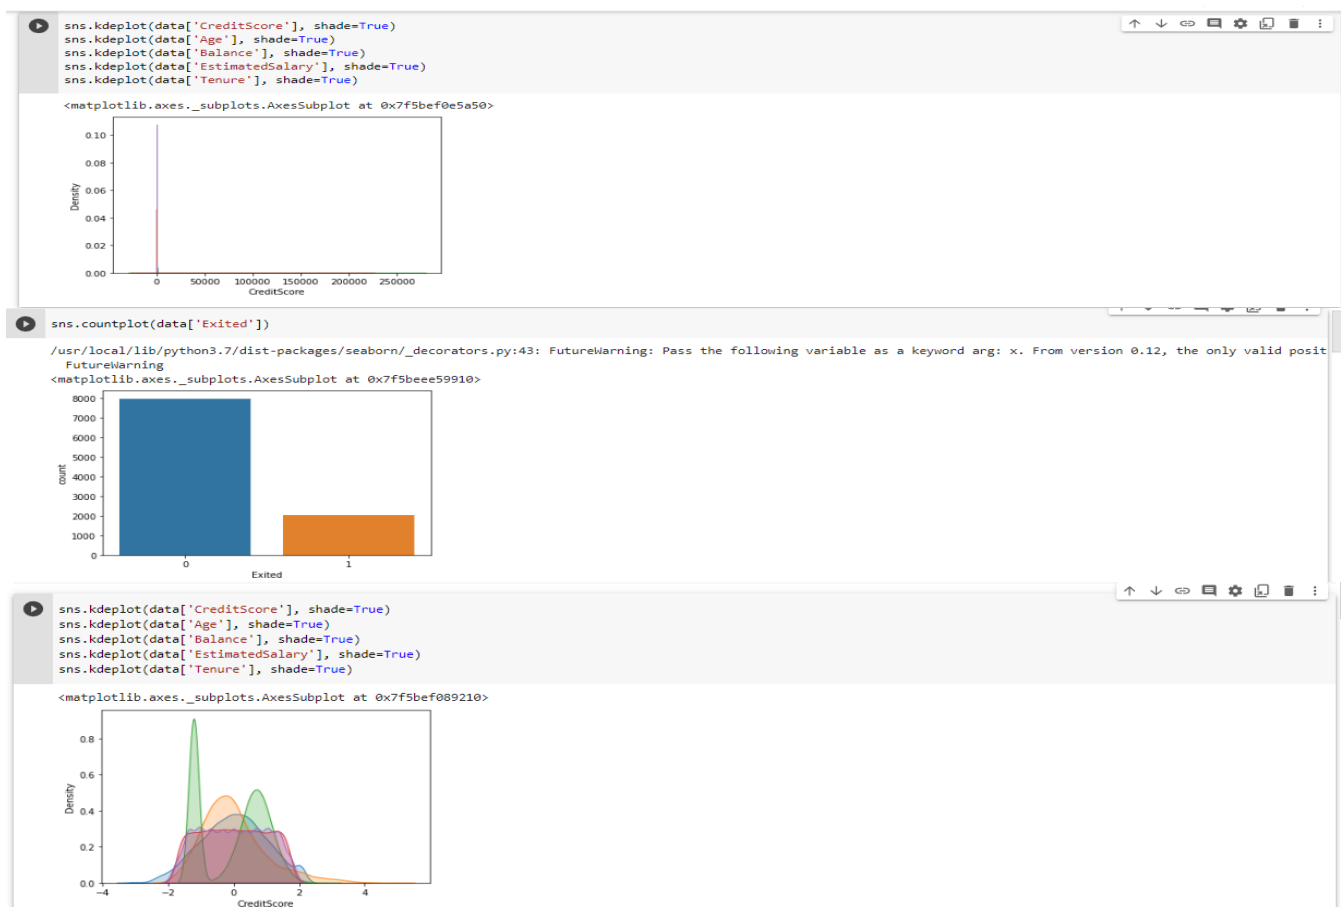 sns.kdeplot(data['CreditScore'], shade=True)
sns.kdeplot(data['Age'], shade=True)
sns.kdeplot(data['Balance'], shade=True)
sns.kdeplot(data['EstimatedSalary'], shade=True)
sns.kdeplot(data['Tenure'], shade=True)
<matplotlib.axes._subplots.AxesSubplot at 0x7f5bef0e5a50>
0.10
0.08
0.06
0.04
0.02
0.00
Density
0 50000 100000 150000 200000 250000
CreditScore
sns.countplot(data['Exited'])
/usr/local/lib/python3.7/dist-packages/seaborn/_decorators.py:43: FutureWarning: Pass the following variable as a keyword arg: x. From version 0.12, the only valid posit
FutureWarning
<matplotlib.axes._subplots.AxesSubplot at 0x7f5beee59910>
8000
7000
6000
5000
4000
3000
2000
1000
0
count
0 1
Exited
sns.kdeplot(data['CreditScore'], shade=True)
sns.kdeplot(data['Age'], shade=True)
sns.kdeplot(data['Balance'], shade=True)
sns.kdeplot(data['EstimatedSalary'], shade=True)
sns.kdeplot(data['Tenure'], shade=True)
<matplotlib.axes._subplots.AxesSubplot at 0x7f5bef089210>
0.8
0.6
0.4
0.2
0.0
Density
−4 −2 0 2 4
CreditScore